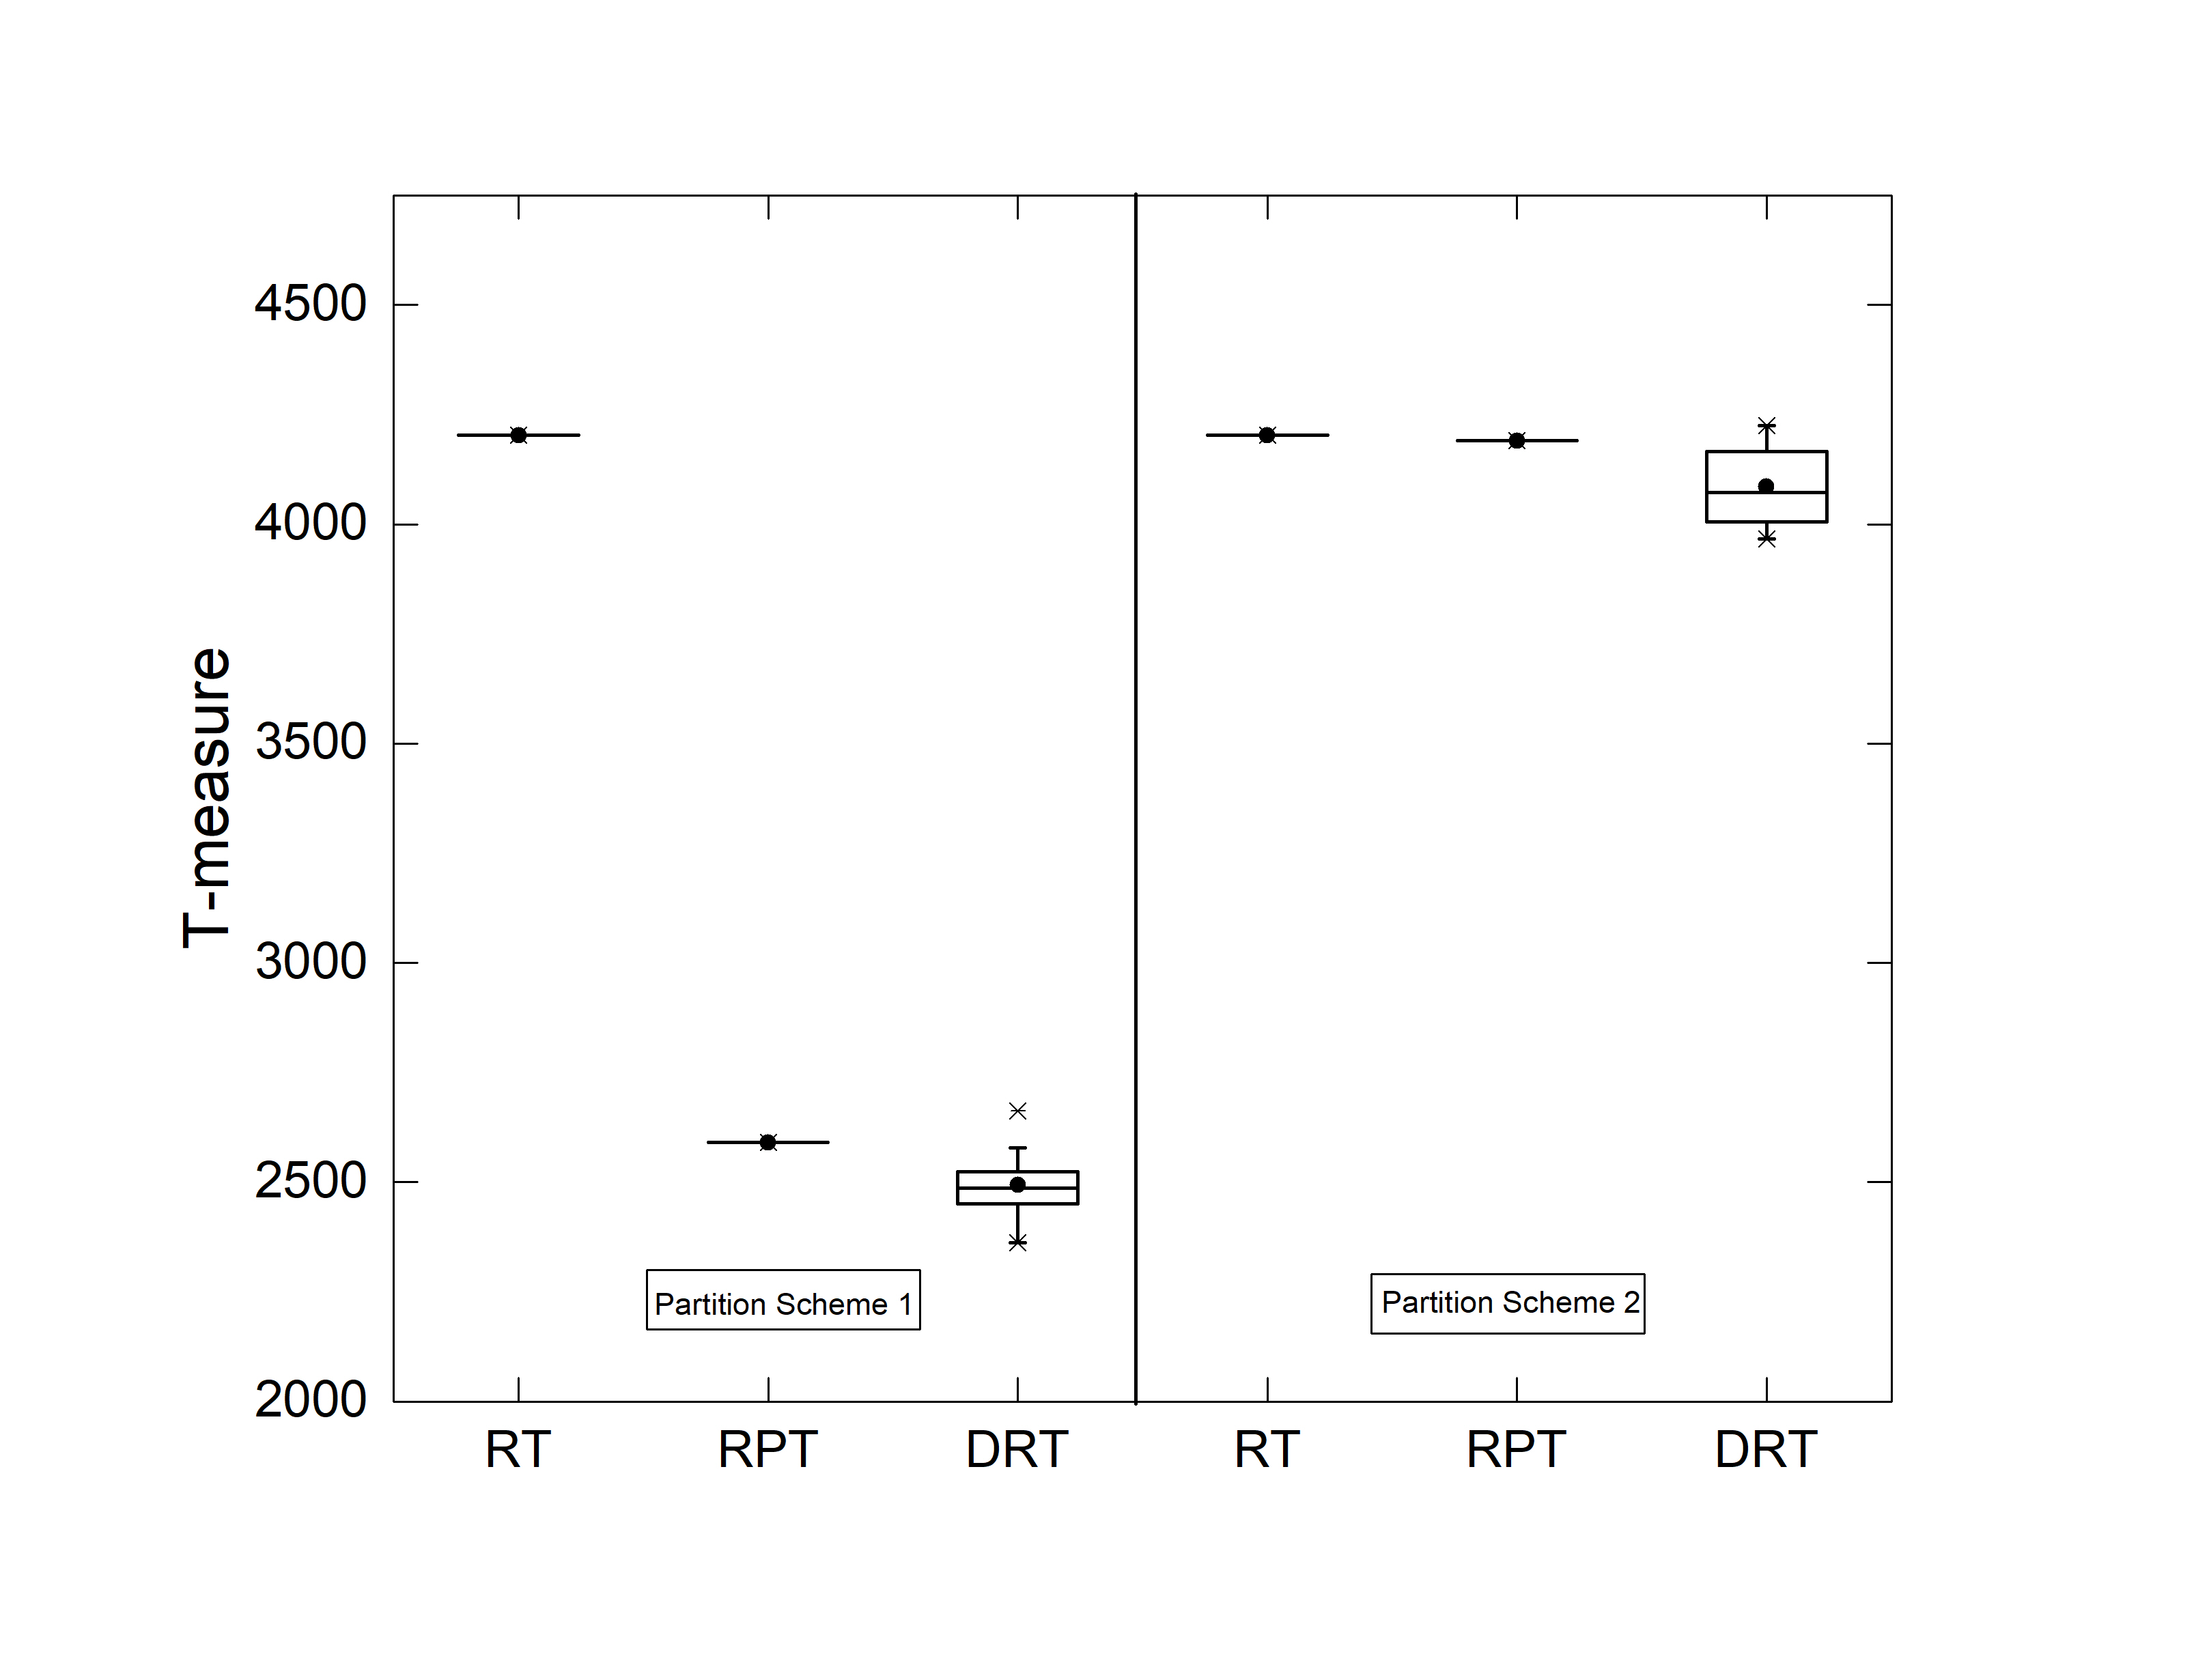 T-measure
4500
4000
3500
3000
2500
2000
Partition Scheme 1
Partition Scheme 2
RT RPT DRT RT RPT DRT